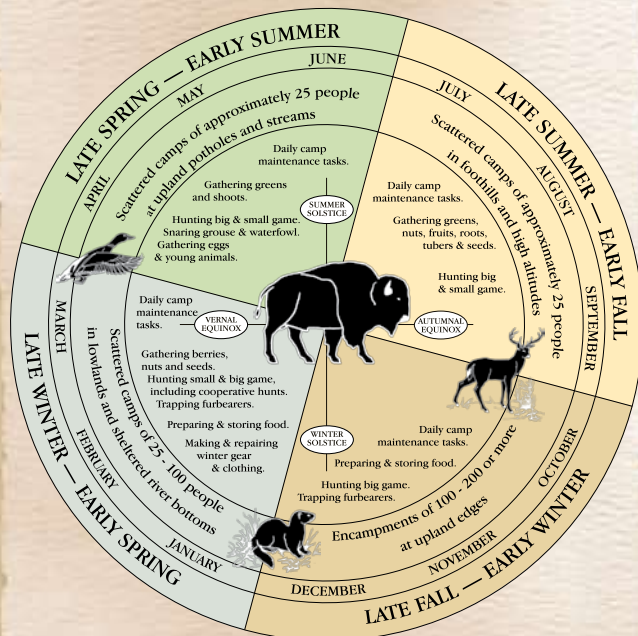 LATE SPRING — EARLY SUMMER
APRIL
MAY
JUNE
Scattered camps of approximately 25 people
at upland potholes and streams
Daily camp
maintenance tasks.
Gathering greens
and shoots.
Hunting big & small game.
Snaring grouse & waterfowl.
Gathering eggs
& young animals.
SUMMER
SOLSTICE
LATE SUMMER — EARLY FALL
JULY
AUGUST
SEPTEMBER
Scattered camps of approximately 25 people
in foothills and high altitudes
Daily camp
maintenance tasks.
Gathering greens,
nuts, fruits, roots,
tubers & seeds.
Hunting big
& small game.
AUTUMNAL
EQUINOX
LATE FALL — EARLY WINTER
OCTOBER
NOVEMBER
DECEMBER
Encampments of 100 - 200 or more
at upland edges
Daily camp
maintenance tasks.
Preparing & storing food.
Hunting big game.
Trapping furbearers.
WINTER
SOLSTICE
LATE WINTER — EARLY SPRING
JANUARY
FEBRUARY
MARCH
Scattered camps of 25 - 100 people
in lowlands and sheltered river bottoms
Daily camp
maintenance
tasks.
Gathering berries,
nuts and seeds.
Hunting small & big game,
including cooperative hunts.
Trapping furbearers.
Preparing & storing food.
Making & repairing
winter gear
& clothing.
VERNAL
EQUINOX